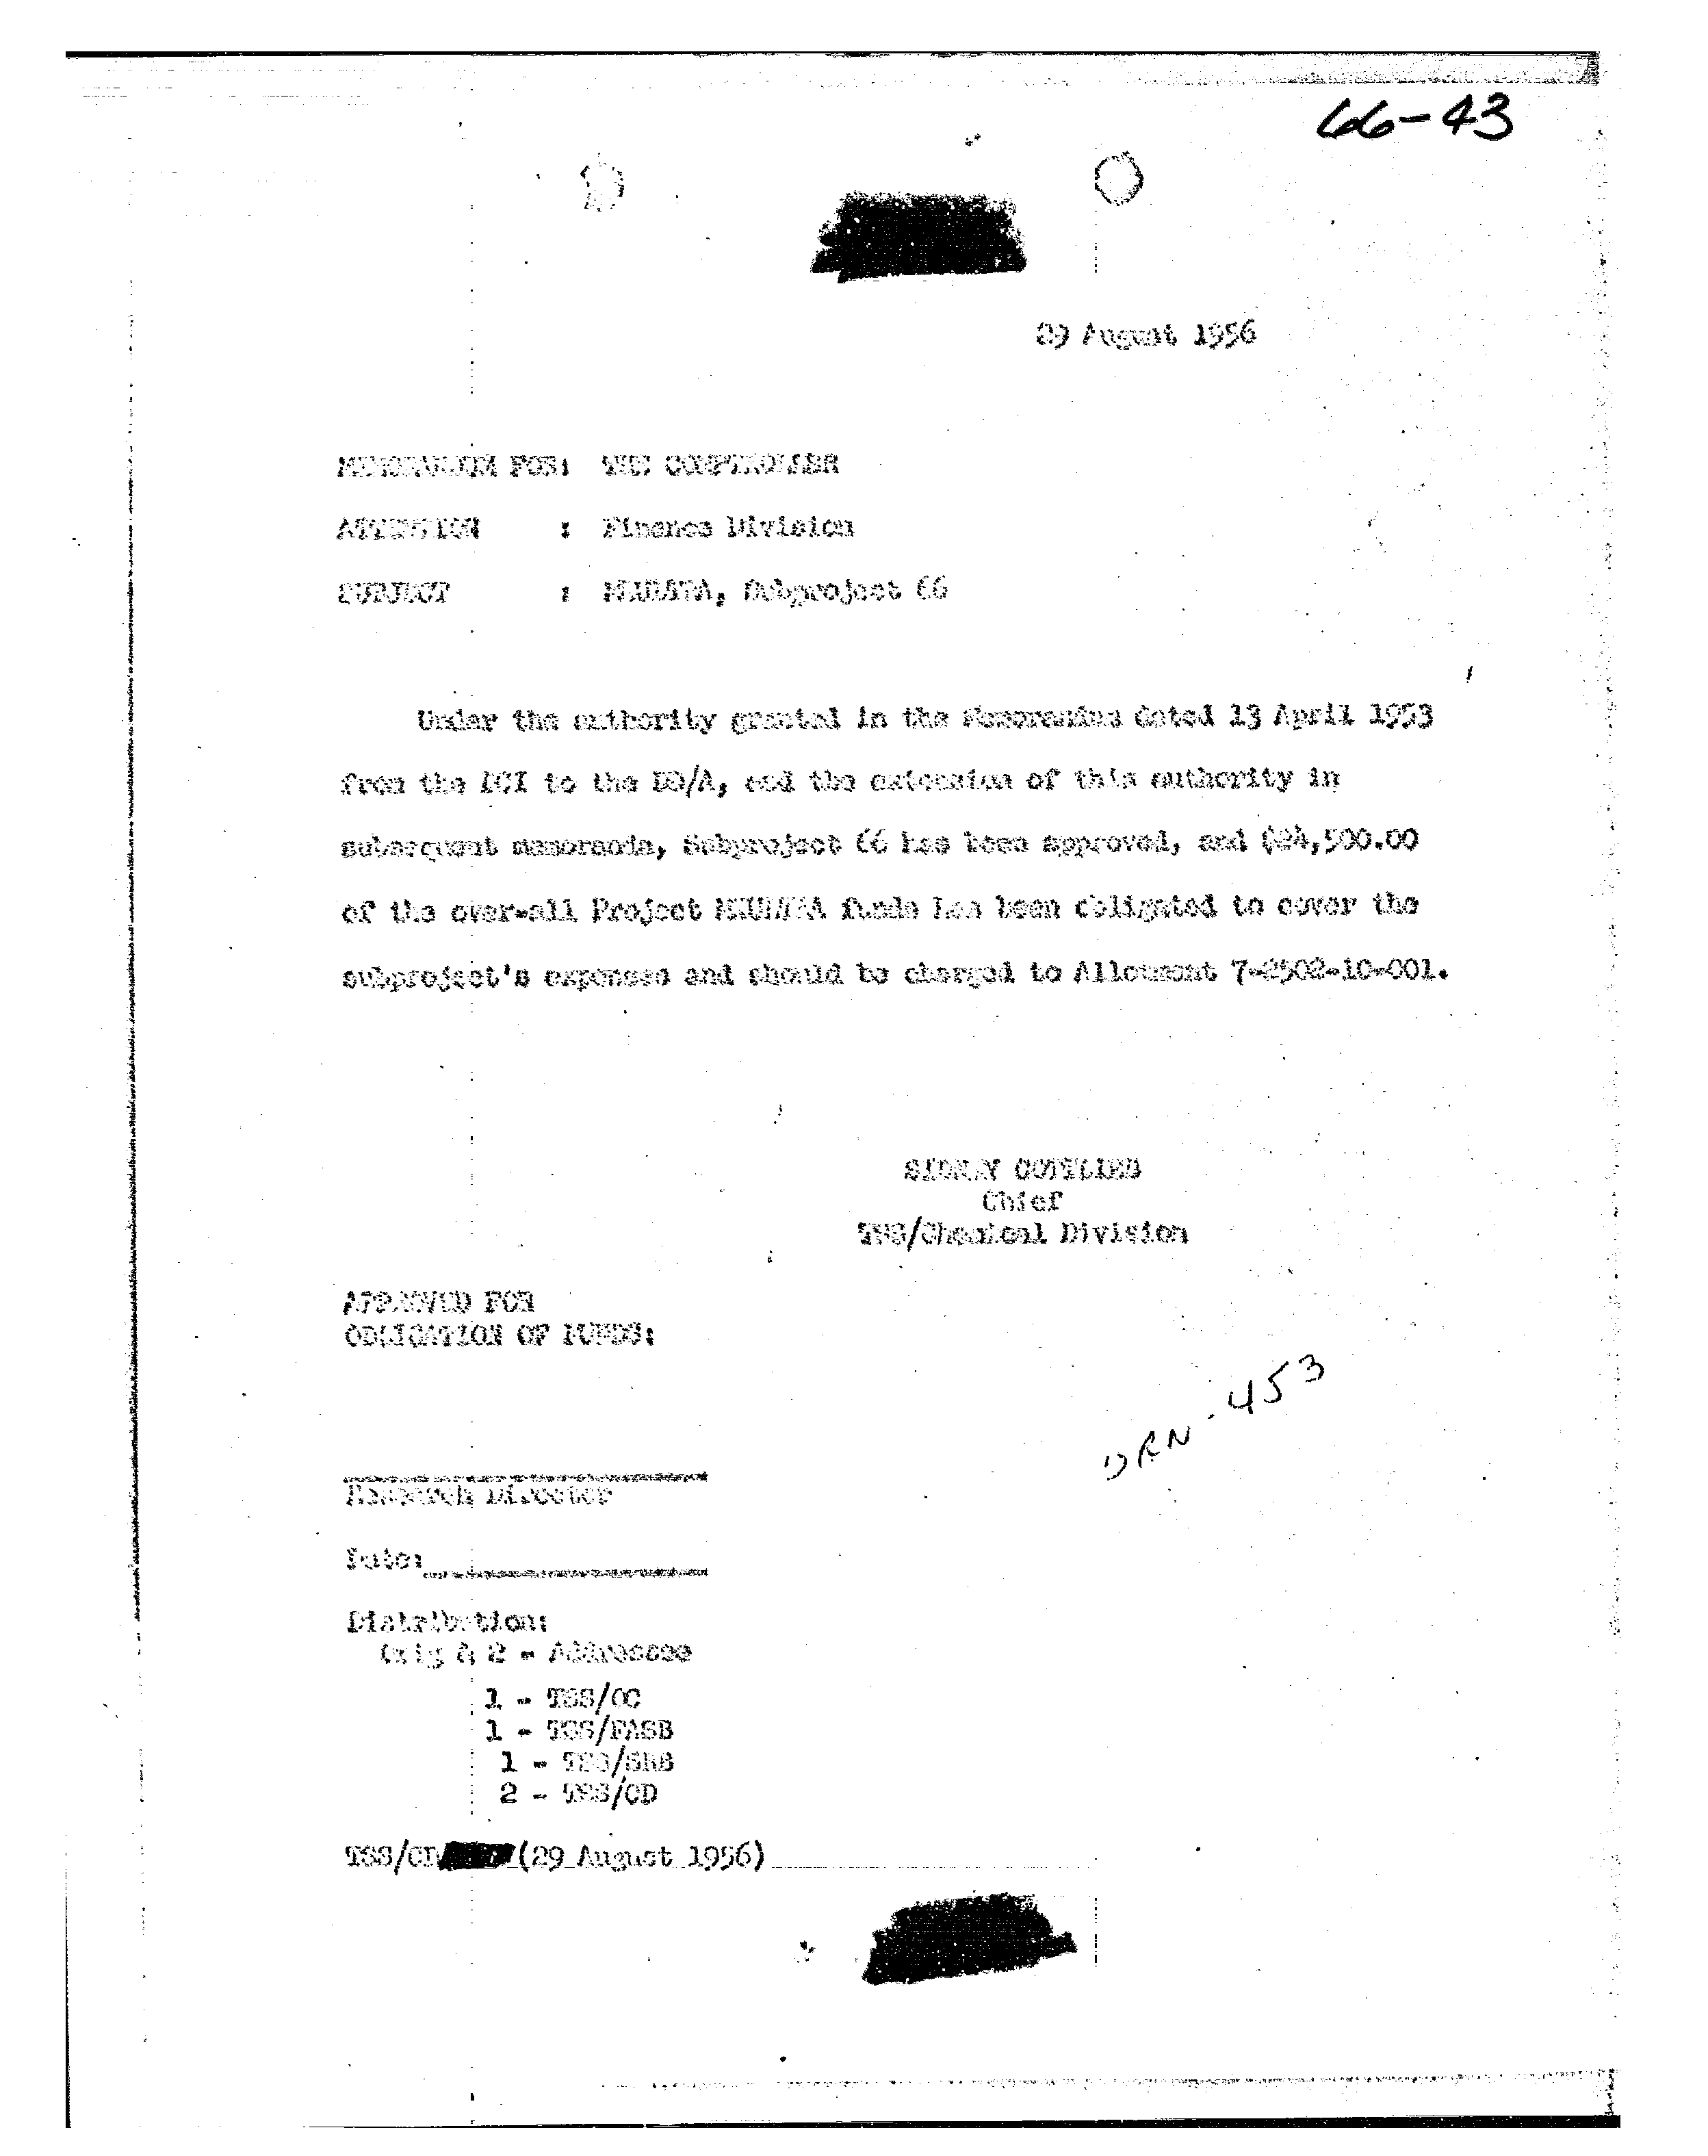 66-43
29 August 1956
MEMORANDUM FOR: THE COMPTROLLER
ATTENTION : Finance Division
SUBJECT : MKULTRA, Subproject 66
Under the authority granted in the Memorandum dated 13 April 1953
from the DCI to the DD/A, and the extension of this authority in
subsequent memoranda, Subproject 66 has been approved, and $24,500.00
of the over-all Project MKULTRA funds has been obligated to cover the
subproject's expenses and should be charged to Allotment 7-2502-10-001.
SIDNEY GOTTLIEB
Chief
TSS/Chemical Division
APPROVED FOR
OBLIGATION OF FUNDS:
DRN-453
Research Director
Date:
Distribution:
Orig & 2 - Addressee
1 - TSS/OC
1 - TSS/FASB
1 - TSS/
2 - TSS/CD
TSS/CD (29 August 1956)